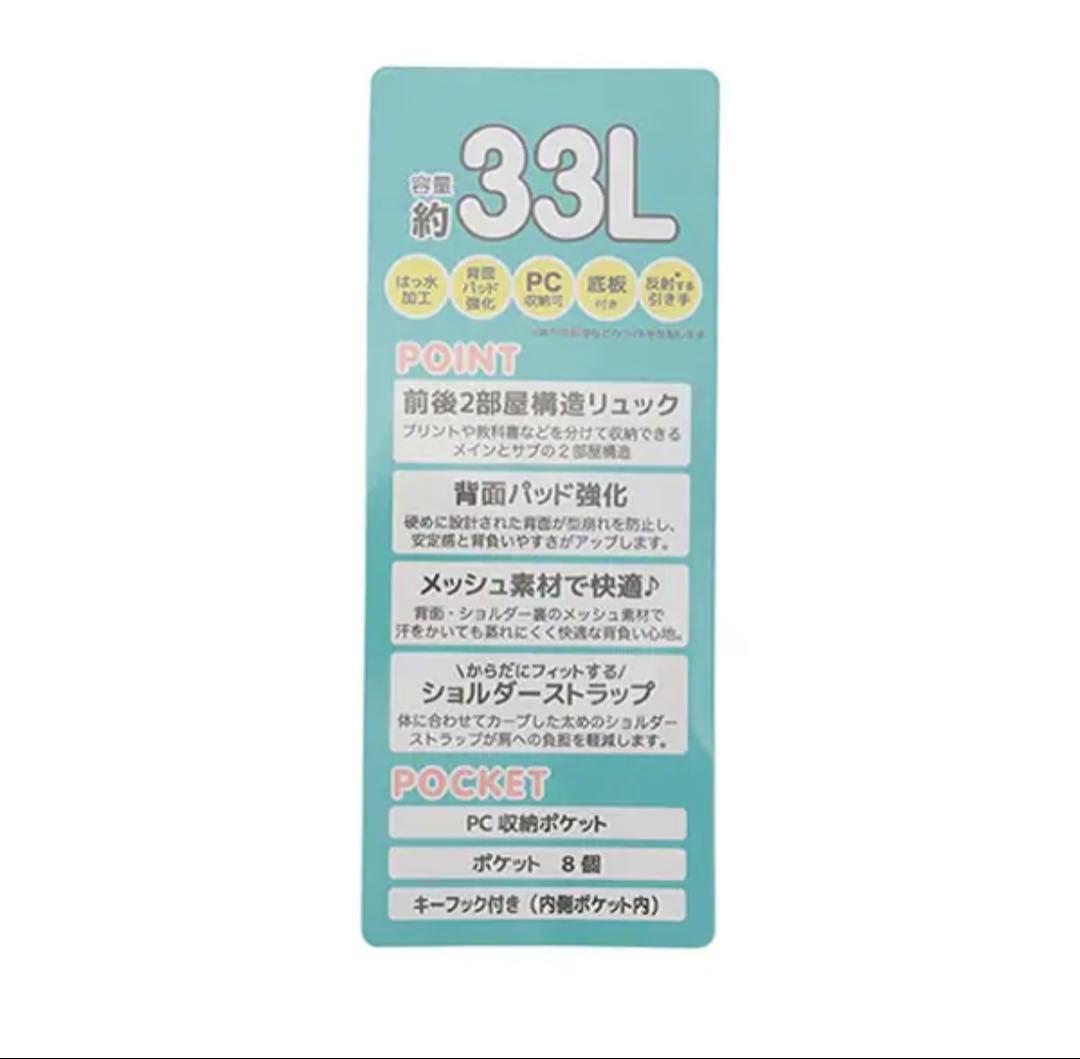 容量
約33L
はっ水
加工
背面
パッド
強化
PC
収納可
底板
付き
反射*する
引き手
POINT
前後2部屋構造リュック
プリントや教科書などを分けて収納できる
メインとサブの2部屋構造
背面パッド強化
硬めに設計された背面が型崩れを防止し、
安定感と背負いやすさがアップします。
メッシュ素材で快適♪
背面・ショルダー裏のメッシュ素材で
汗をかいても蒸れにくく快適な背負い心地。
\からだにフィットする/
ショルダーストラップ
体に合わせてカーブした太めのショルダー
ストラップが肩への負担を軽減します。
POCKET
PC 収納ポケット
ポケット 8個
キーフック付き（内側ポケット内）